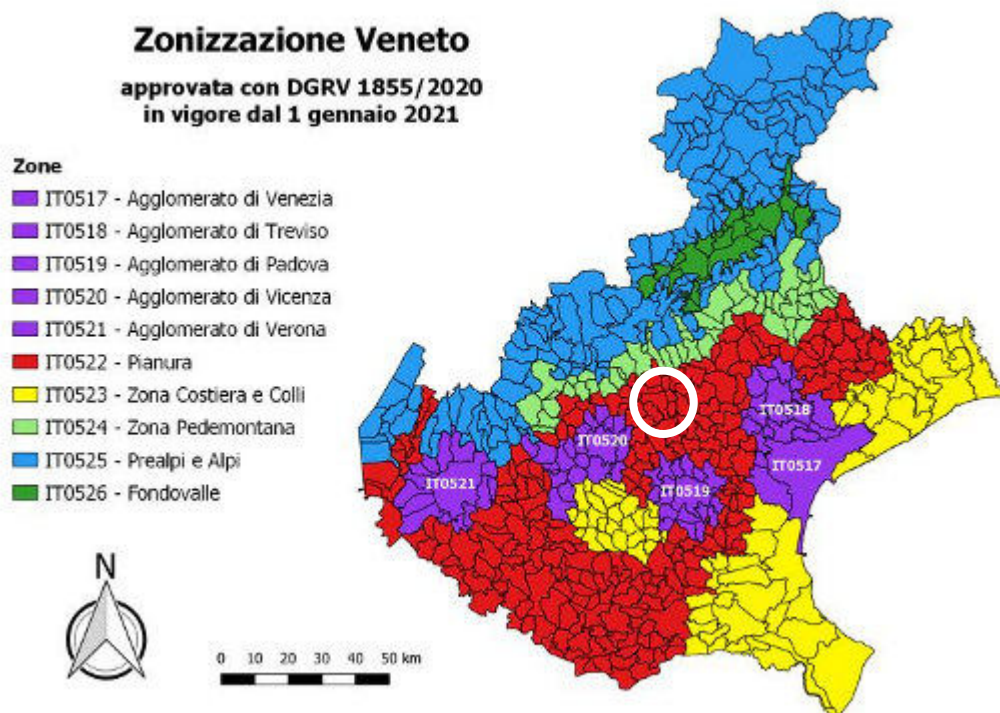 Zonizzazione Veneto
approvata con DGRV 1855/2020
in vigore dal 1 gennaio 2021
Zone
IT0517 - Agglomerato di Venezia
IT0518 - Agglomerato di Treviso
IT0519 - Agglomerato di Padova
IT0520 - Agglomerato di Vicenza
IT0521 - Agglomerato di Verona
IT0522 - Pianura
IT0523 - Zona Costiera e Colli
IT0524 - Zona Pedemontana
IT0525 - Prealpi e Alpi
IT0526 - Fondovalle
IT0518
IT0520
IT0517
IT0521
IT0519
N
0 10 20 30 40 50 km